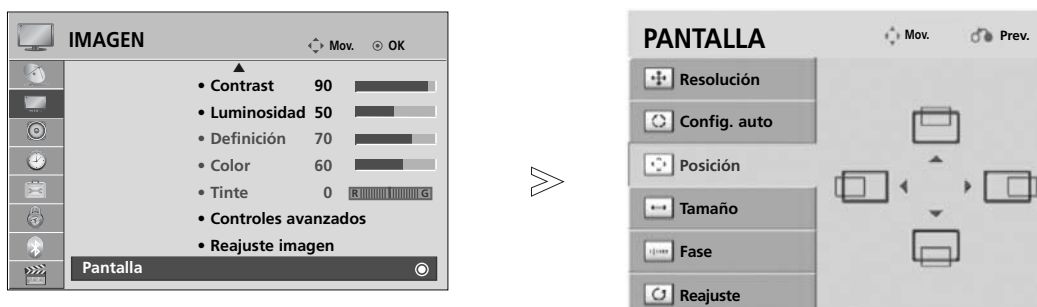 IMAGEN
Mov. OK
• Contrast 90
• Luminosidad 50
• Definición 70
• Color 60
• Tinte 0 R G
• Controles avanzados
• Reajuste imagen
Pantalla
PANTALLA
Mov. Prev.
Resolución
Config. auto
Posición
Tamaño
Fase
Reajuste